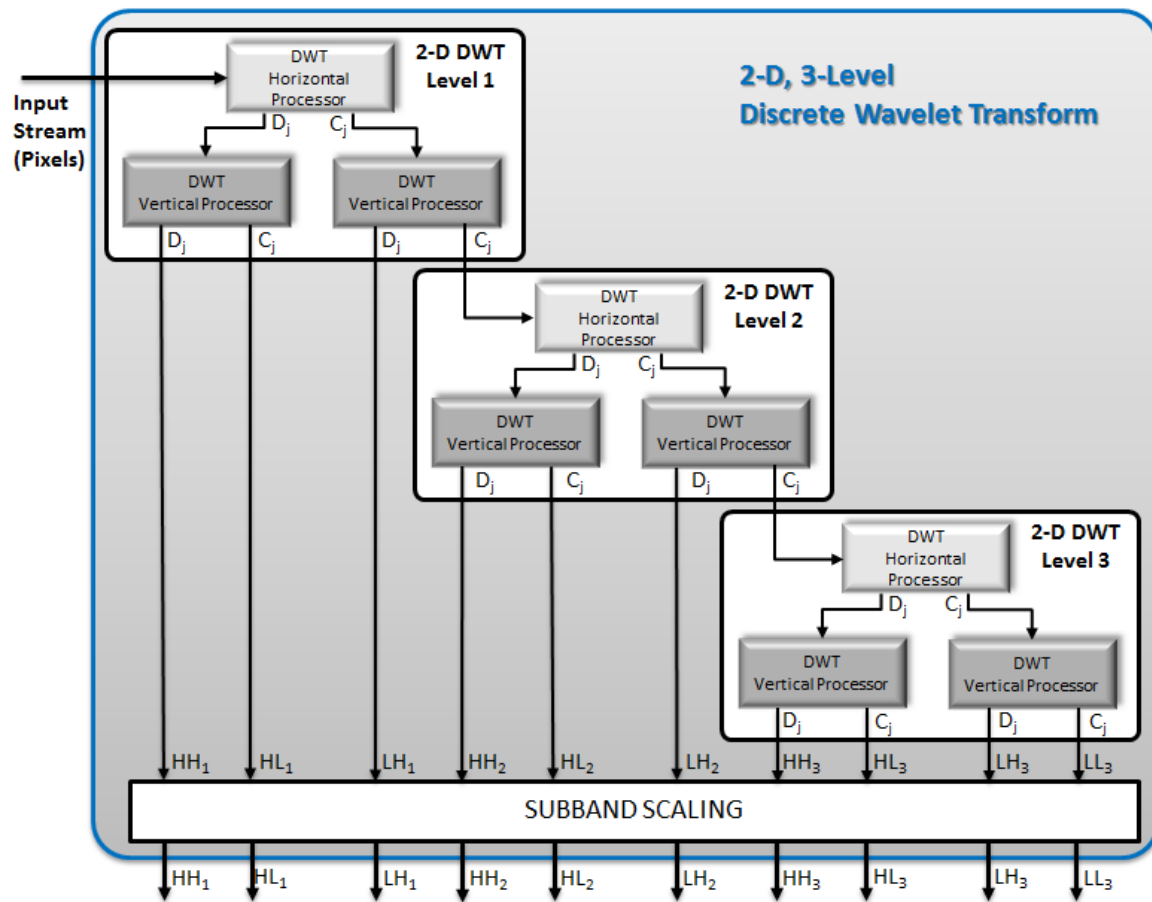 2-D, 3-Level
Discrete Wavelet Transform
Input
Stream
(Pixels)
2-D DWT
Level 1
DWT
Horizontal
Processor
Dj
Cj
DWT
Vertical Processor
DWT
Vertical Processor
Dj
Cj
Dj
Cj
2-D DWT
Level 2
DWT
Horizontal
Processor
Dj
Cj
DWT
Vertical Processor
DWT
Vertical Processor
Dj
Cj
Dj
Cj
2-D DWT
Level 3
DWT
Horizontal
Processor
Dj
Cj
DWT
Vertical Processor
DWT
Vertical Processor
Dj
Cj
Dj
Cj
HH1
HL1
LH1
HH2
HL2
LH2
HH3
HL3
LH3
LL3
SUBBAND SCALING
HH1
HL1
LH1
HH2
HL2
LH2
HH3
HL3
LH3
LL3